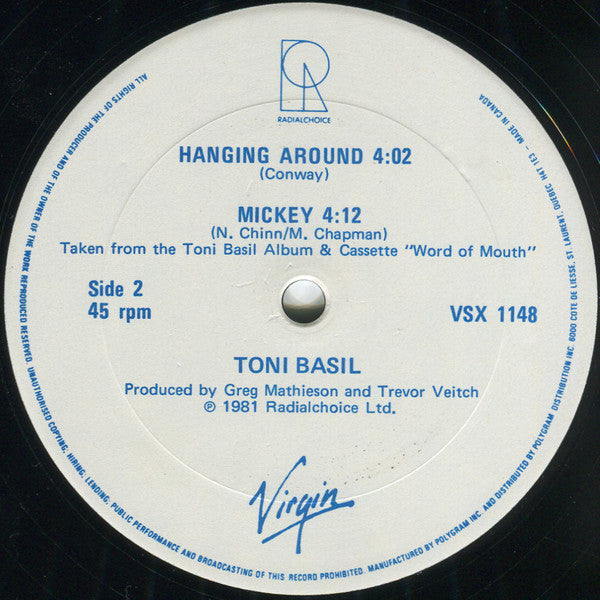 RADIALCHOICE
HANGING AROUND 4:02
(Conway)
MICKEY 4:12
(N. Chinn/M. Chapman)
Taken from the Toni Basil Album & Cassette "Word of Mouth"
Side 2
45 rpm
VSX 1148
TONI BASIL
Produced by Greg Mathieson and Trevor Veitch
℗ 1981 Radialchoice Ltd.
Virgin
ALL RIGHTS OF THE PRODUCER AND OF THE OWNER OF THE WORK REPRODUCED RESERVED. UNAUTHORISED COPYING, HIRING, LENDING, PUBLIC PERFORMANCE AND BROADCASTING OF THIS RECORD PROHIBITED. MANUFACTURED BY POLYGRAM INC. AND DISTRIBUTED BY POLYGRAM DISTRIBUTION INC. 6000 COTE DE LIESSE, ST LAURENT, QUEBEC H4T 1E3 – MADE IN CANADA